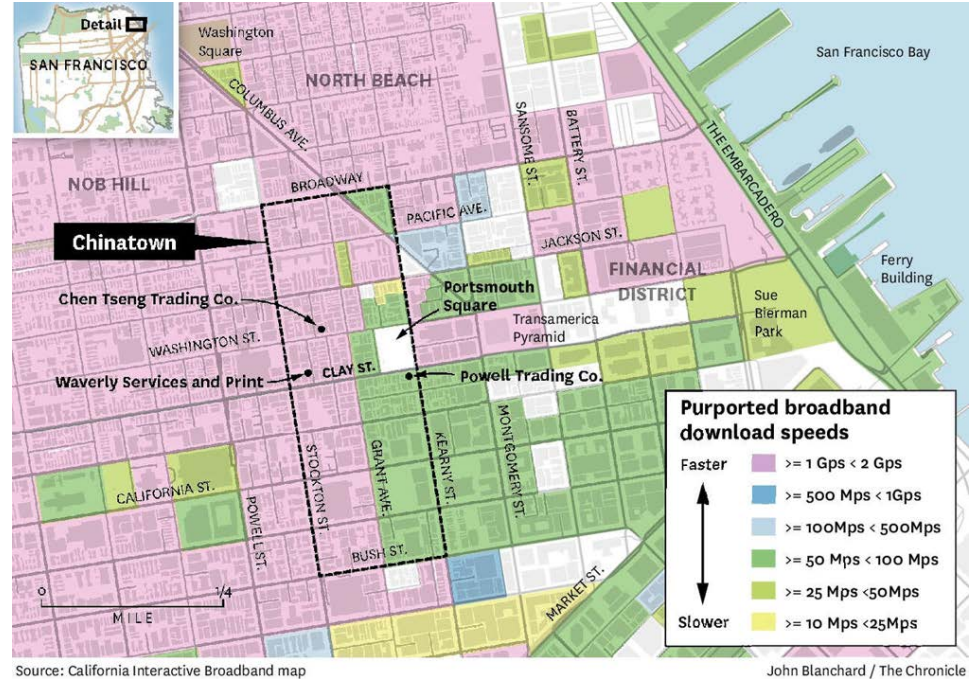 Detail
SAN FRANCISCO
Washington
Square
NORTH BEACH
San Francisco Bay
COLUMBUS AVE.
SANSOME ST.
BATTERY ST.
THE EMBARCADERO
NOB HILL
BROADWAY
PACIFIC AVE.
Chinatown
JACKSON ST.
Ferry
Building
FINANCIAL
DISTRICT
Chen Tseng Trading Co.
Portsmouth
Square
Sue
Bierman
Park
WASHINGTON ST.
Transamerica
Pyramid
Waverly Services and Print
CLAY ST.
Powell Trading Co.
STOCKTON ST.
GRANT AVE.
KEARNY ST.
MONTGOMERY ST.
CALIFORNIA ST.
POWELL ST.
BUSH ST.
MARKET ST.
0
1/4
MILE
Purported broadband
download speeds
Faster
>= 1 Gps < 2 Gps
>= 500 Mps < 1Gps
>= 100Mps < 500Mps
>= 50 Mps < 100 Mps
>= 25 Mps <50Mps
Slower
>= 10 Mps <25Mps
Source: California Interactive Broadband map
John Blanchard / The Chronicle